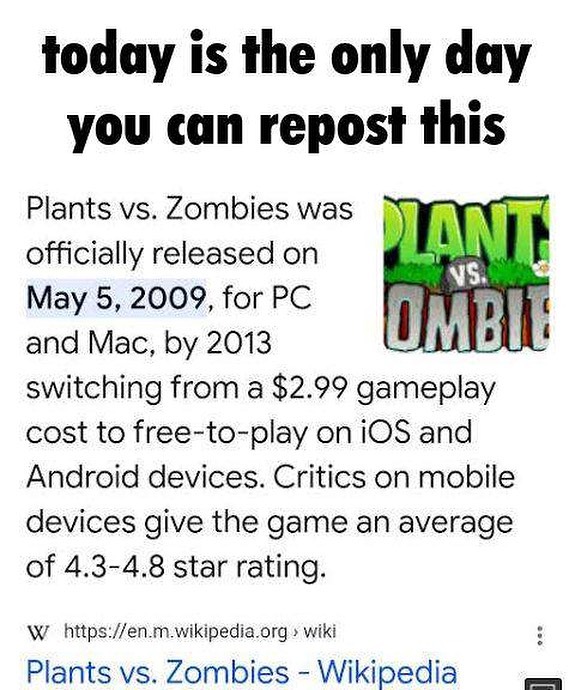 today is the only day
you can repost this
Plants vs. Zombies was
officially released on
May 5, 2009, for PC
and Mac, by 2013
switching from a $2.99 gameplay
cost to free-to-play on iOS and
Android devices. Critics on mobile
devices give the game an average
of 4.3-4.8 star rating.
PLANTS
VS.
OMBIE
W https://en.m.wikipedia.org › wiki
Plants vs. Zombies - Wikipedia